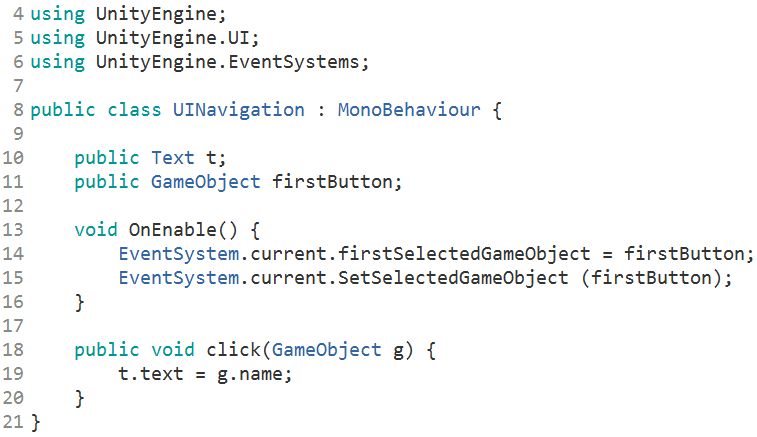 4 using UnityEngine;
5 using UnityEngine.UI;
6 using UnityEngine.EventSystems;
7
8 public class UINavigation : MonoBehaviour {
9
10     public Text t;
11     public GameObject firstButton;
12
13     void OnEnable() {
14         EventSystem.current.firstSelectedGameObject = firstButton;
15         EventSystem.current.SetSelectedGameObject (firstButton);
16     }
17
18     public void click(GameObject g) {
19         t.text = g.name;
20     }
21 }